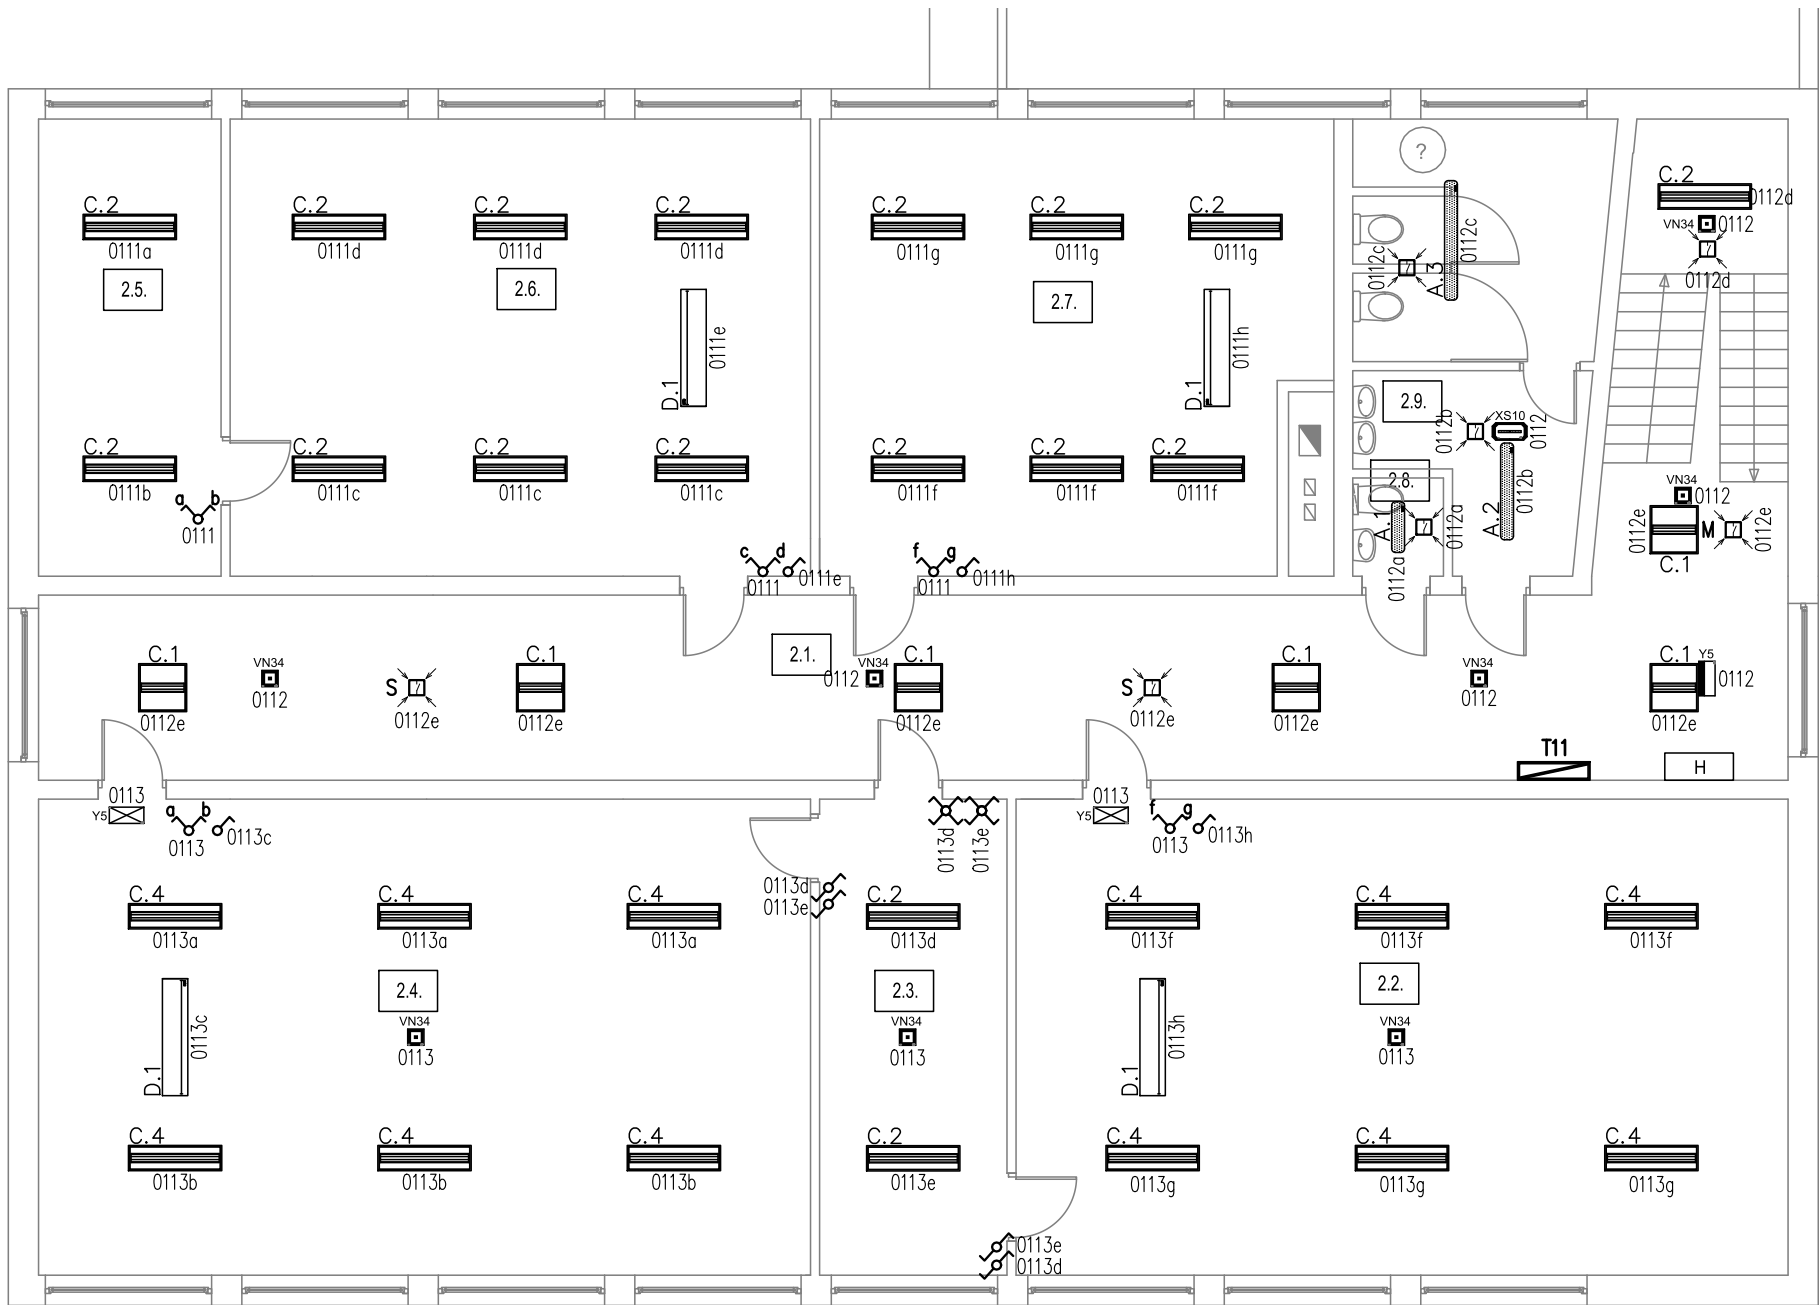 ?
C.2
0112d
VN34
0112
0112d
C.2
0111a
C.2
0111d
C.2
0111d
C.2
0111d
C.2
0111g
C.2
0111g
C.2
0111g
0112c
A.3
0112c
2.5.
2.6.
2.7.
D.1
0111e
D.1
0111h
2.9.
0112b
XS10
0112
C.2
0111b
C.2
0111c
C.2
0111c
C.2
0111c
C.2
0111f
C.2
0111f
C.2
0111f
2.8.
A.1
0112a
0112a
A.2
0112b
VN34
0112
0112e
M
0112e
C.1
a
b
0111
c
d
0111
0111e
f
g
0111
0111h
C.1
0112e
VN34
0112
S
0112e
C.1
0112e
2.1.
VN34
0112
C.1
0112e
S
0112e
C.1
0112e
VN34
0112
C.1
0112e
Y5
0112
T11
H
0113
Y5
a
b
0113
0113c
0113d
0113e
0113
Y5
f
g
0113
0113h
0113d
0113e
C.4
0113a
C.4
0113a
C.4
0113a
C.2
0113d
C.4
0113f
C.4
0113f
C.4
0113f
2.4.
2.3.
2.2.
D.1
0113c
VN34
0113
VN34
0113
D.1
0113h
VN34
0113
C.4
0113b
C.4
0113b
C.4
0113b
C.2
0113e
C.4
0113g
C.4
0113g
C.4
0113g
0113e
0113d